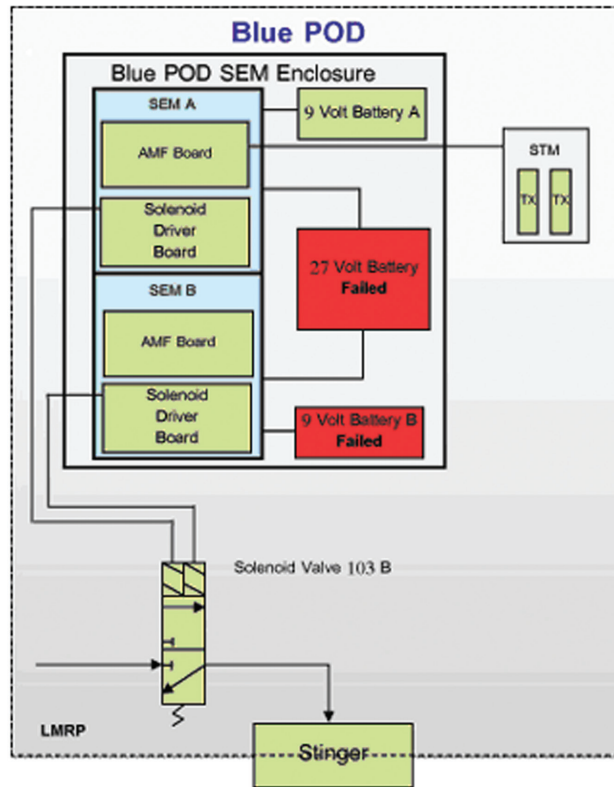 Blue POD
Blue POD SEM Enclosure
SEM A
9 Volt Battery A
AMF Board
STM
TX TX
Solenoid
Driver
Board
27 Volt Battery
Failed
SEM B
AMF Board
Solenoid
Driver
Board
9 Volt Battery B
Failed
Solenoid Valve 103 B
LMRP
Stinger